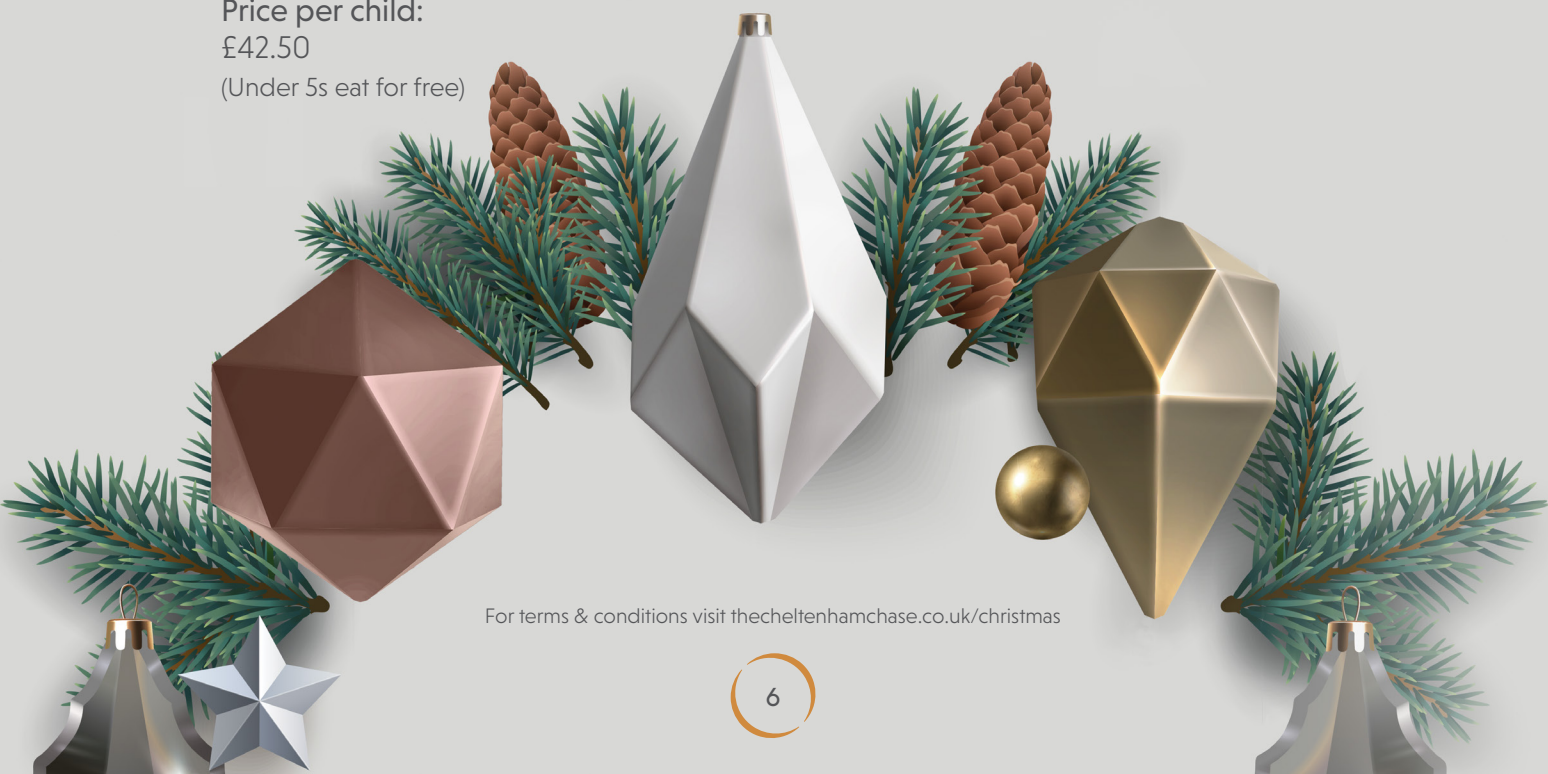 Price per child:
£42.50
(Under 5s eat for free)
For terms & conditions visit thecheltenhamchase.co.uk/christmas
6